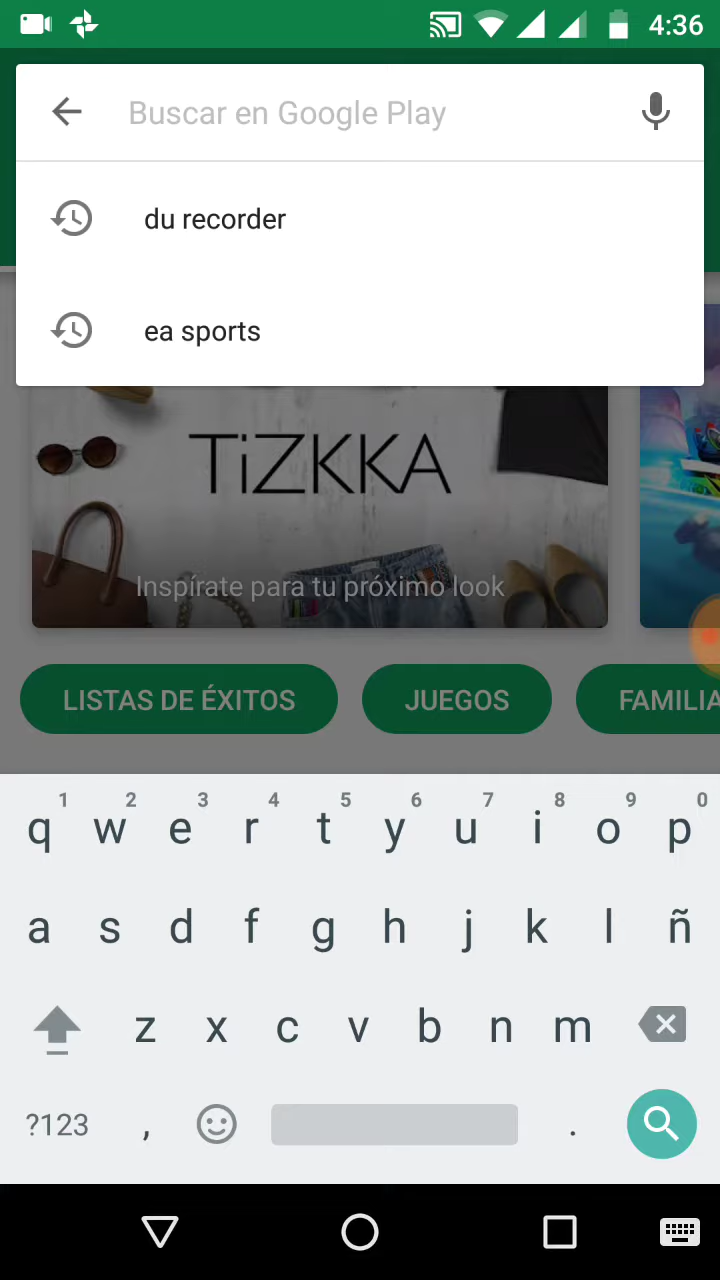 4:36
Buscar en Google Play
du recorder
ea sports
TiZKKA
Inspírate para tu próximo look
LISTAS DE ÉXITOS JUEGOS FAMILIA
1 2 3 4 5 6 7 8 9 0
q w e r t y u i o p
a s d f g h j k l ñ
z x c v b n m
?123 , .